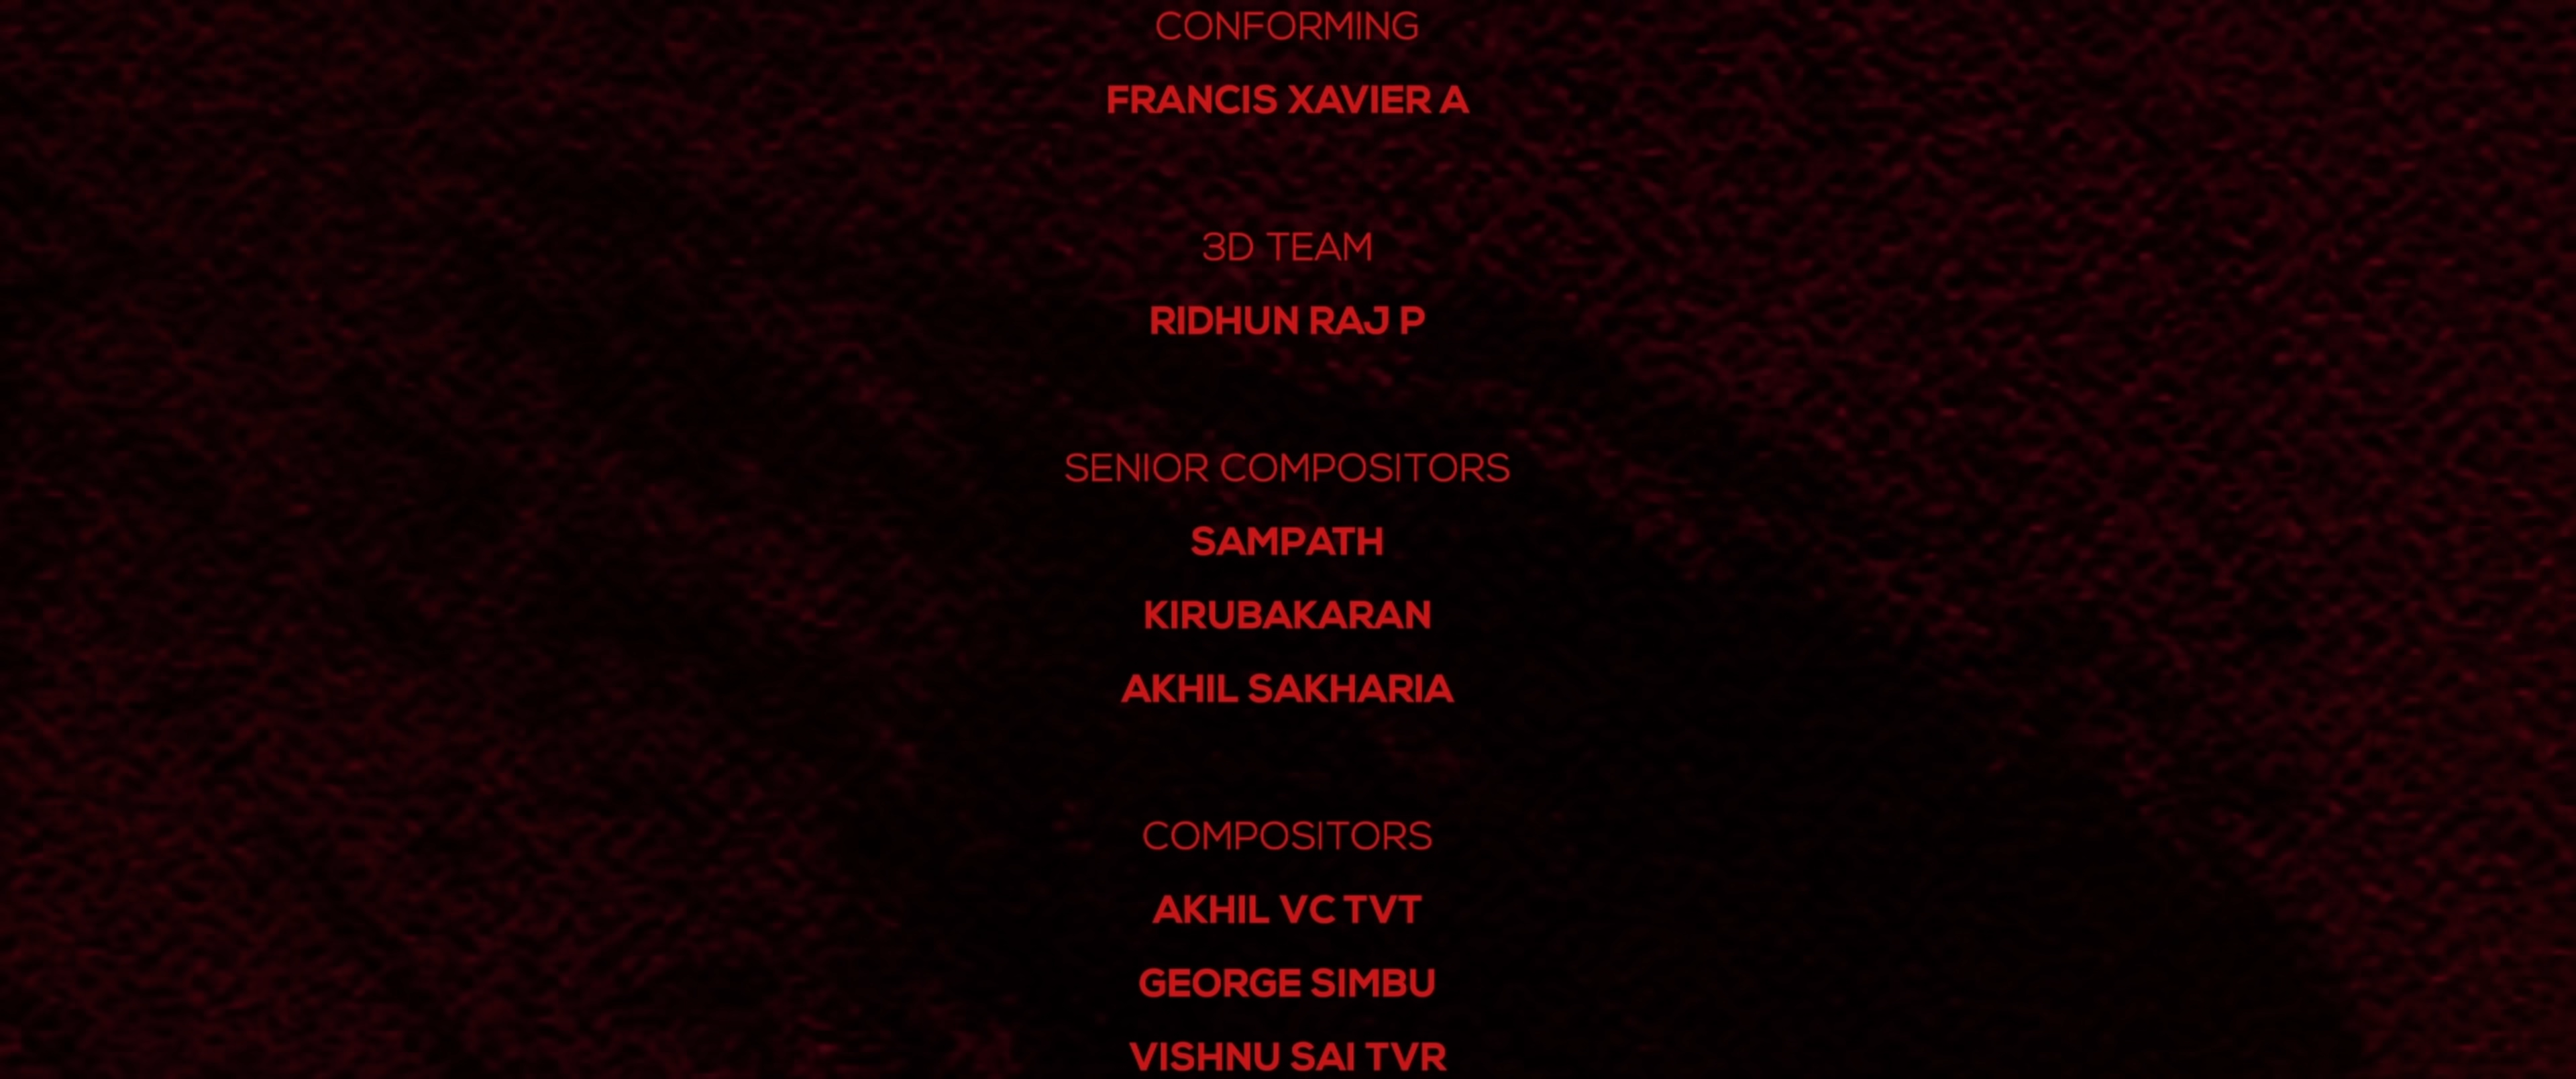 CONFORMING
FRANCIS XAVIER A
3D TEAM
RIDHUN RAJ P
SENIOR COMPOSITORS
SAMPATH
KIRUBAKARAN
AKHIL SAKHARIA
COMPOSITORS
AKHIL VC TVT
GEORGE SIMBU
VISHNU SAI TVR